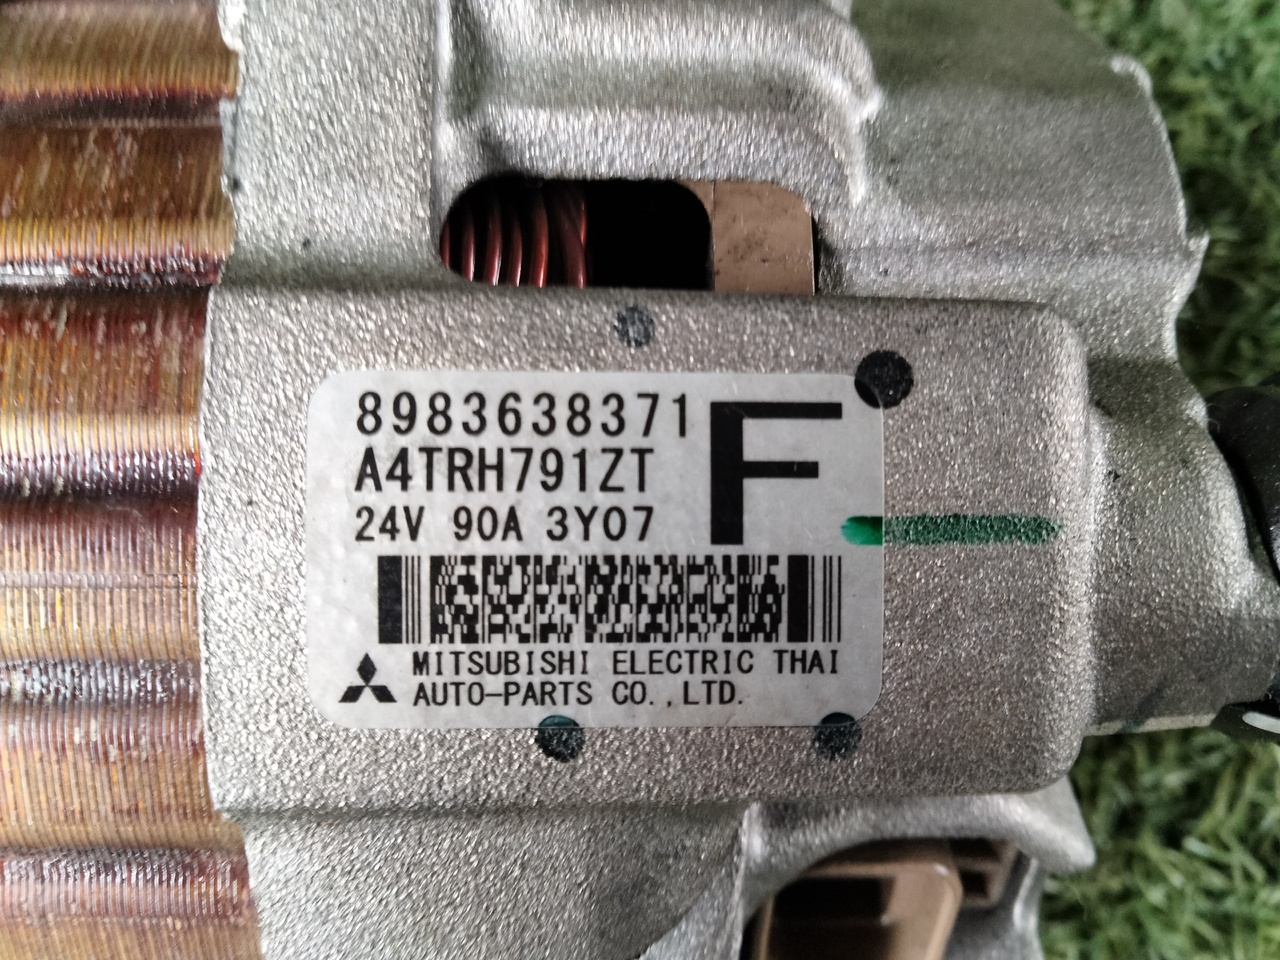 8983638371
A4TRH791ZT
24V 90A 3Y07
F
MITSUBISHI ELECTRIC THAI
AUTO-PARTS CO.,LTD.